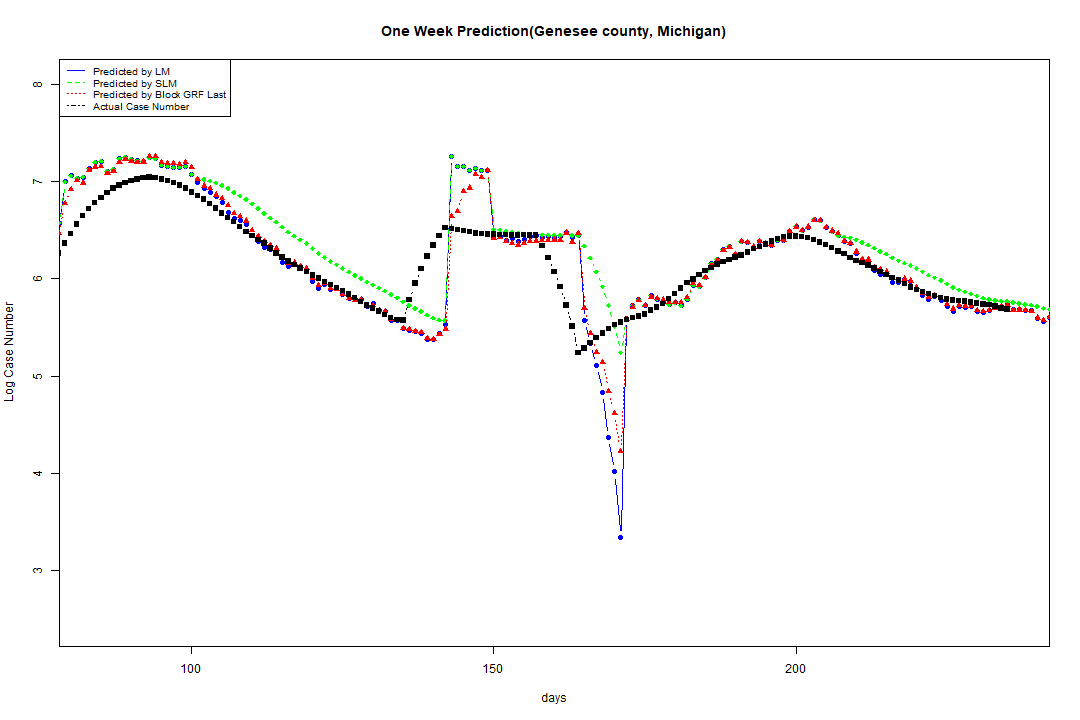 One Week Prediction(Genesee county, Michigan)
Predicted by LM
Predicted by SLM
Predicted by Block GRF Last
Actual Case Number
8
7
6
5
4
3
Log Case Number
100 150 200
days